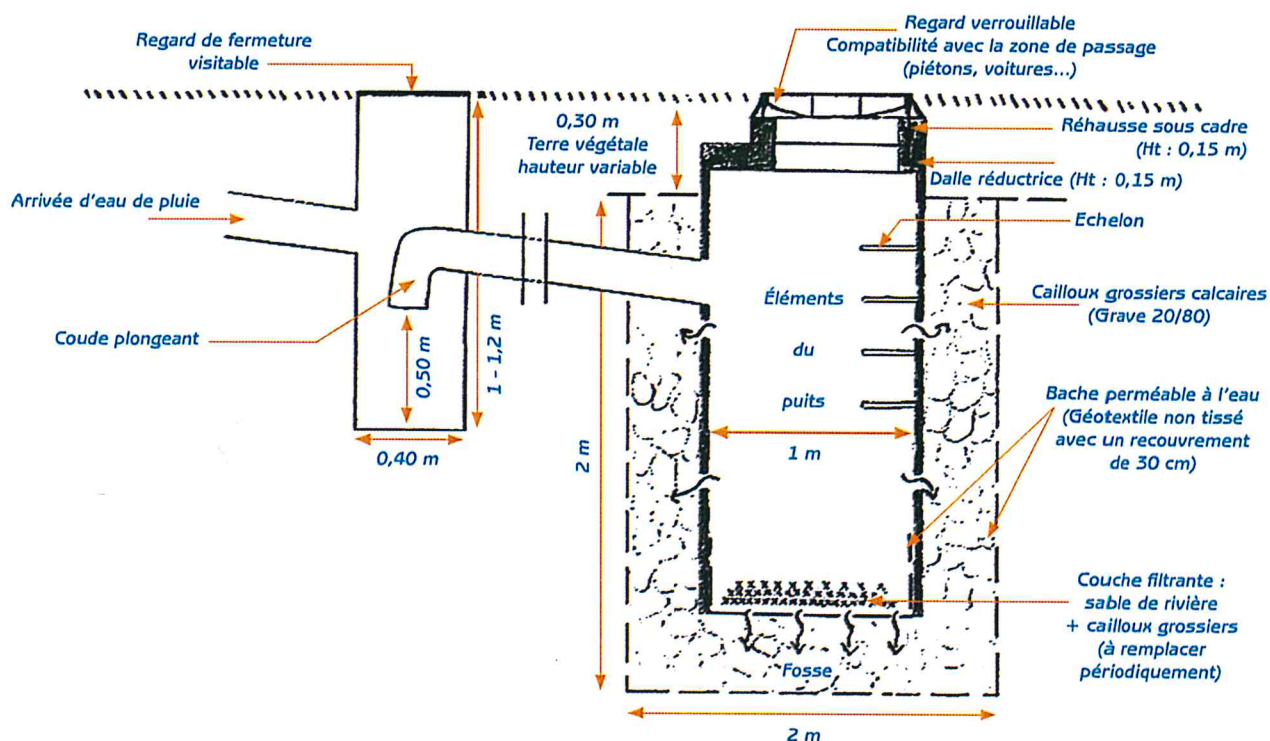 Regard de fermeture
visitable
Regard verrouillable
Compatibilité avec la zone de passage
(piétons, voitures...)
0,30 m
Terre végétale
hauteur variable
Réhausse sous cadre
(Ht : 0,15 m)
Dalle réductrice (Ht : 0,15 m)
Arrivée d'eau de pluie
Echelon
Éléments
du
puits
Cailloux grossiers calcaires
(Grave 20/80)
Coude plongeant
0,50 m
1 - 1,2 m
0,40 m
2 m
1 m
Bache perméable à l'eau
(Géotextile non tissé
avec un recouvrement
de 30 cm)
Couche filtrante :
sable de rivière
+ cailloux grossiers
(à remplacer
périodiquement)
Fosse
2 m